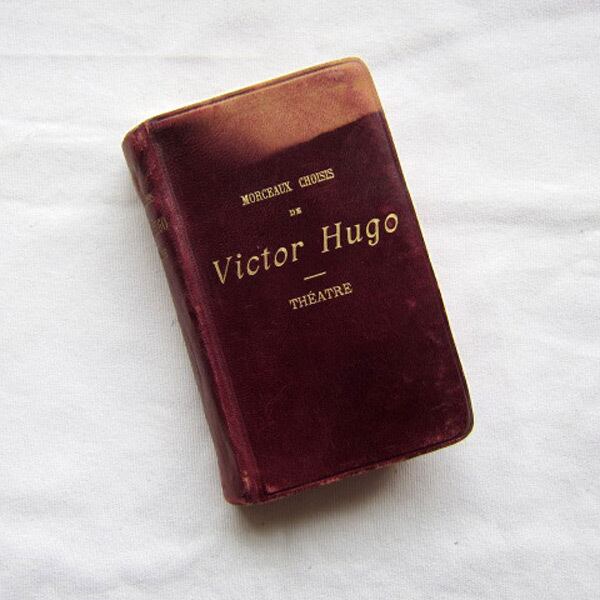 MORCEAUX CHOISIS
DE
Victor Hugo
THÉATRE